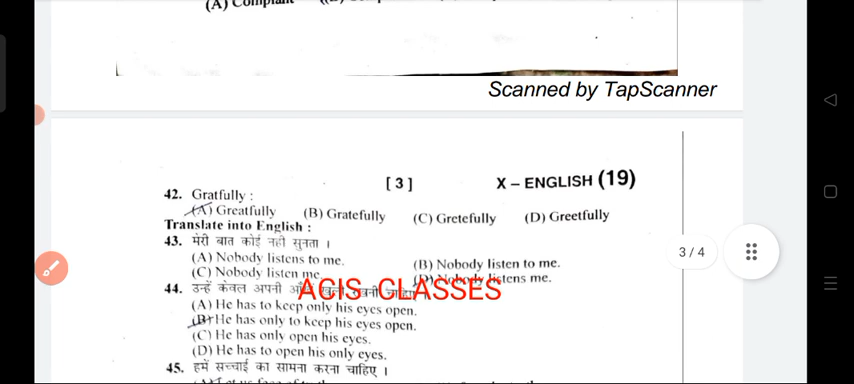 (A) Complant
Scanned by TapScanner
[3] X – ENGLISH (19)
42. Gratfully :
(A) Greatfully (B) Gratefully (C) Gretefully (D) Greetfully
Translate into English :
43. मेरी बात कोई नहीं सुनता ।
(A) Nobody listens to me. (B) Nobody listen to me.
(C) Nobody listen me. (D) Nobody listens me.
44. उन्हें केवल अपनी
ACIS CLASSES
(A) He has to keep only his eyes open.
(B) He has only to keep his eyes open.
(C) He has only open his eyes.
(D) He has to open his only eyes.
45. हमें सच्चाई का सामना करना चाहिए ।
3 / 4